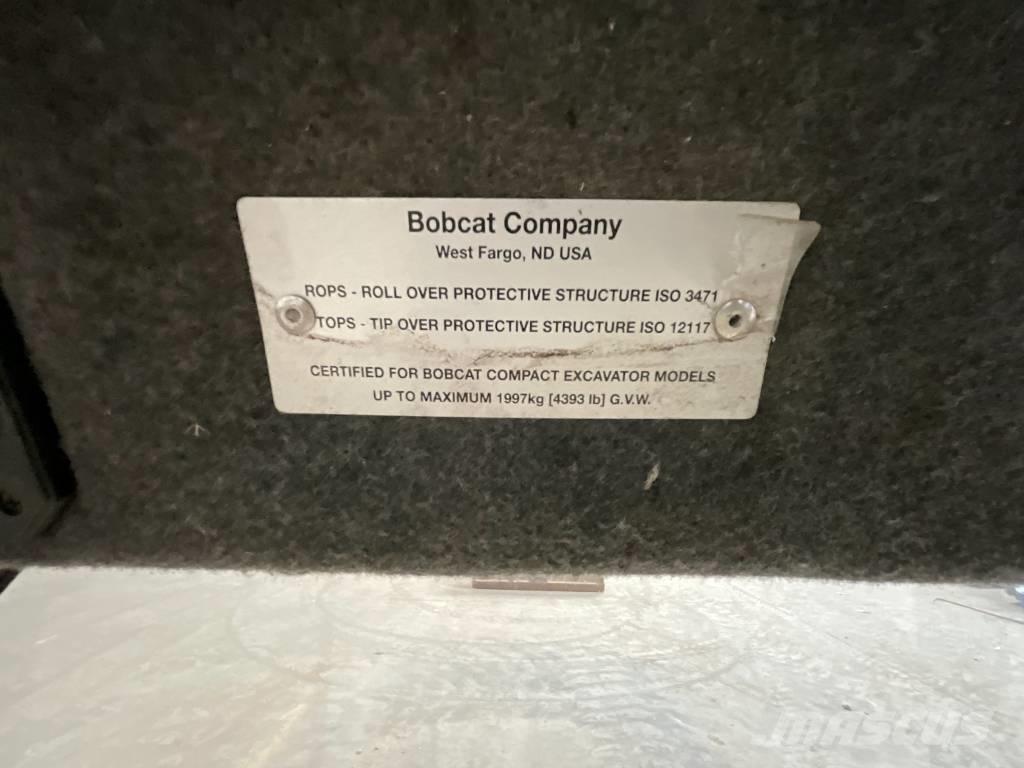 Bobcat Company
West Fargo, ND USA
ROPS - ROLL OVER PROTECTIVE STRUCTURE ISO 3471
TOPS - TIP OVER PROTECTIVE STRUCTURE ISO 12117
CERTIFIED FOR BOBCAT COMPACT EXCAVATOR MODELS
UP TO MAXIMUM 1997kg [4393 lb] G.V.W.
MASCUS